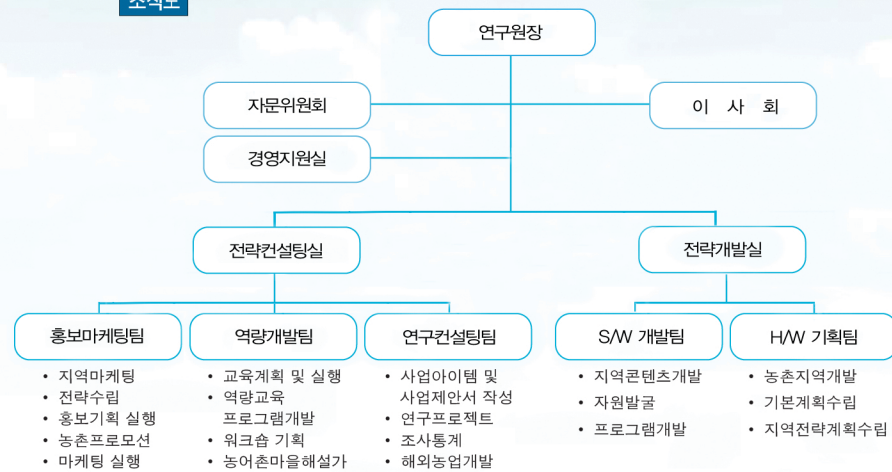 조직도
연구원장
자문위원회
이 사 회
경영지원실
전략컨설팅실
전략개발실
홍보마케팅팀
역량개발팀
연구컨설팅팀
S/W 개발팀
H/W 기획팀
• 지역마케팅
• 전략수립
• 홍보기획 실행
• 농촌프로모션
• 마케팅 실행
• 교육계획 및 실행
• 역량교육
프로그램개발
• 워크숍 기획
• 농어촌마을해설가
• 사업아이템 및
사업제안서 작성
• 연구프로젝트
• 조사통계
• 해외농업개발
• 지역콘텐츠개발
• 자원발굴
• 프로그램개발
• 농촌지역개발
• 기본계획수립
• 지역전략계획수립